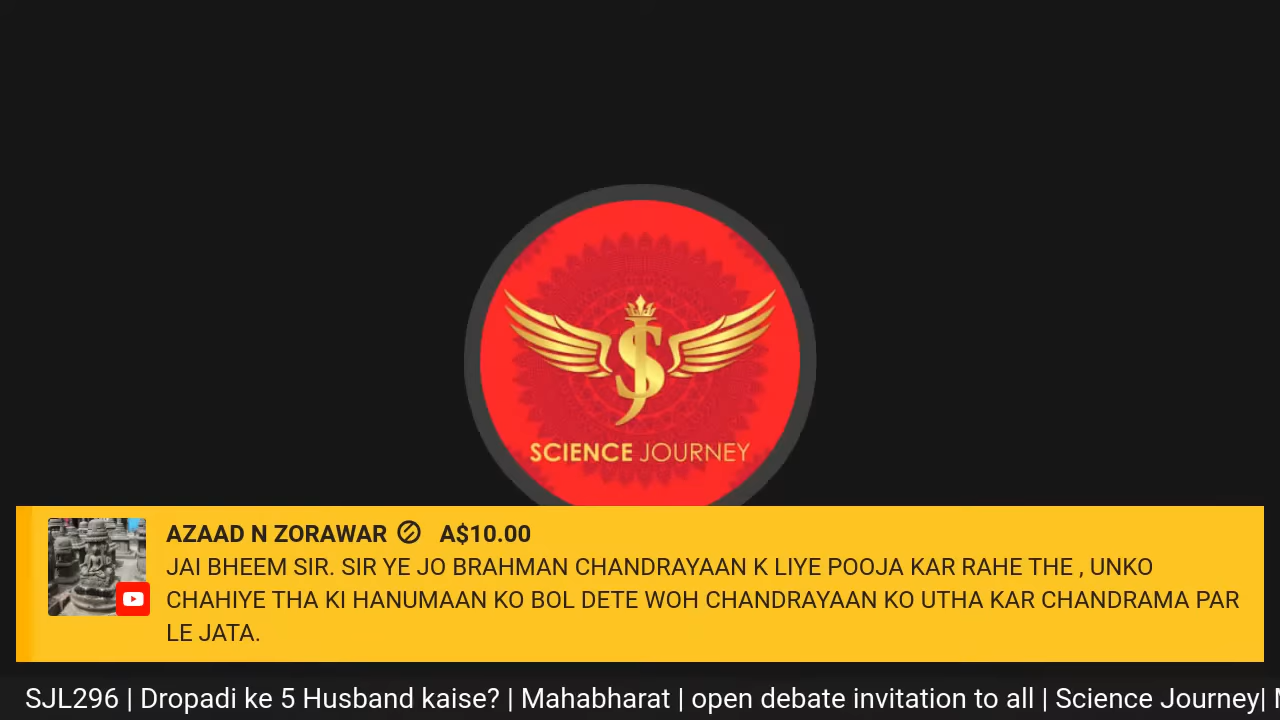 SCIENCE JOURNEY
AZAAD N ZORAWAR A$10.00
JAI BHEEM SIR. SIR YE JO BRAHMAN CHANDRAYAAN K LIYE POOJA KAR RAHE THE , UNKO
CHAHIYE THA KI HANUMAAN KO BOL DETE WOH CHANDRAYAAN KO UTHA KAR CHANDRAMA PAR
LE JATA.
SJL296 | Dropadi ke 5 Husband kaise? | Mahabharat | open debate invitation to all | Science Journey|